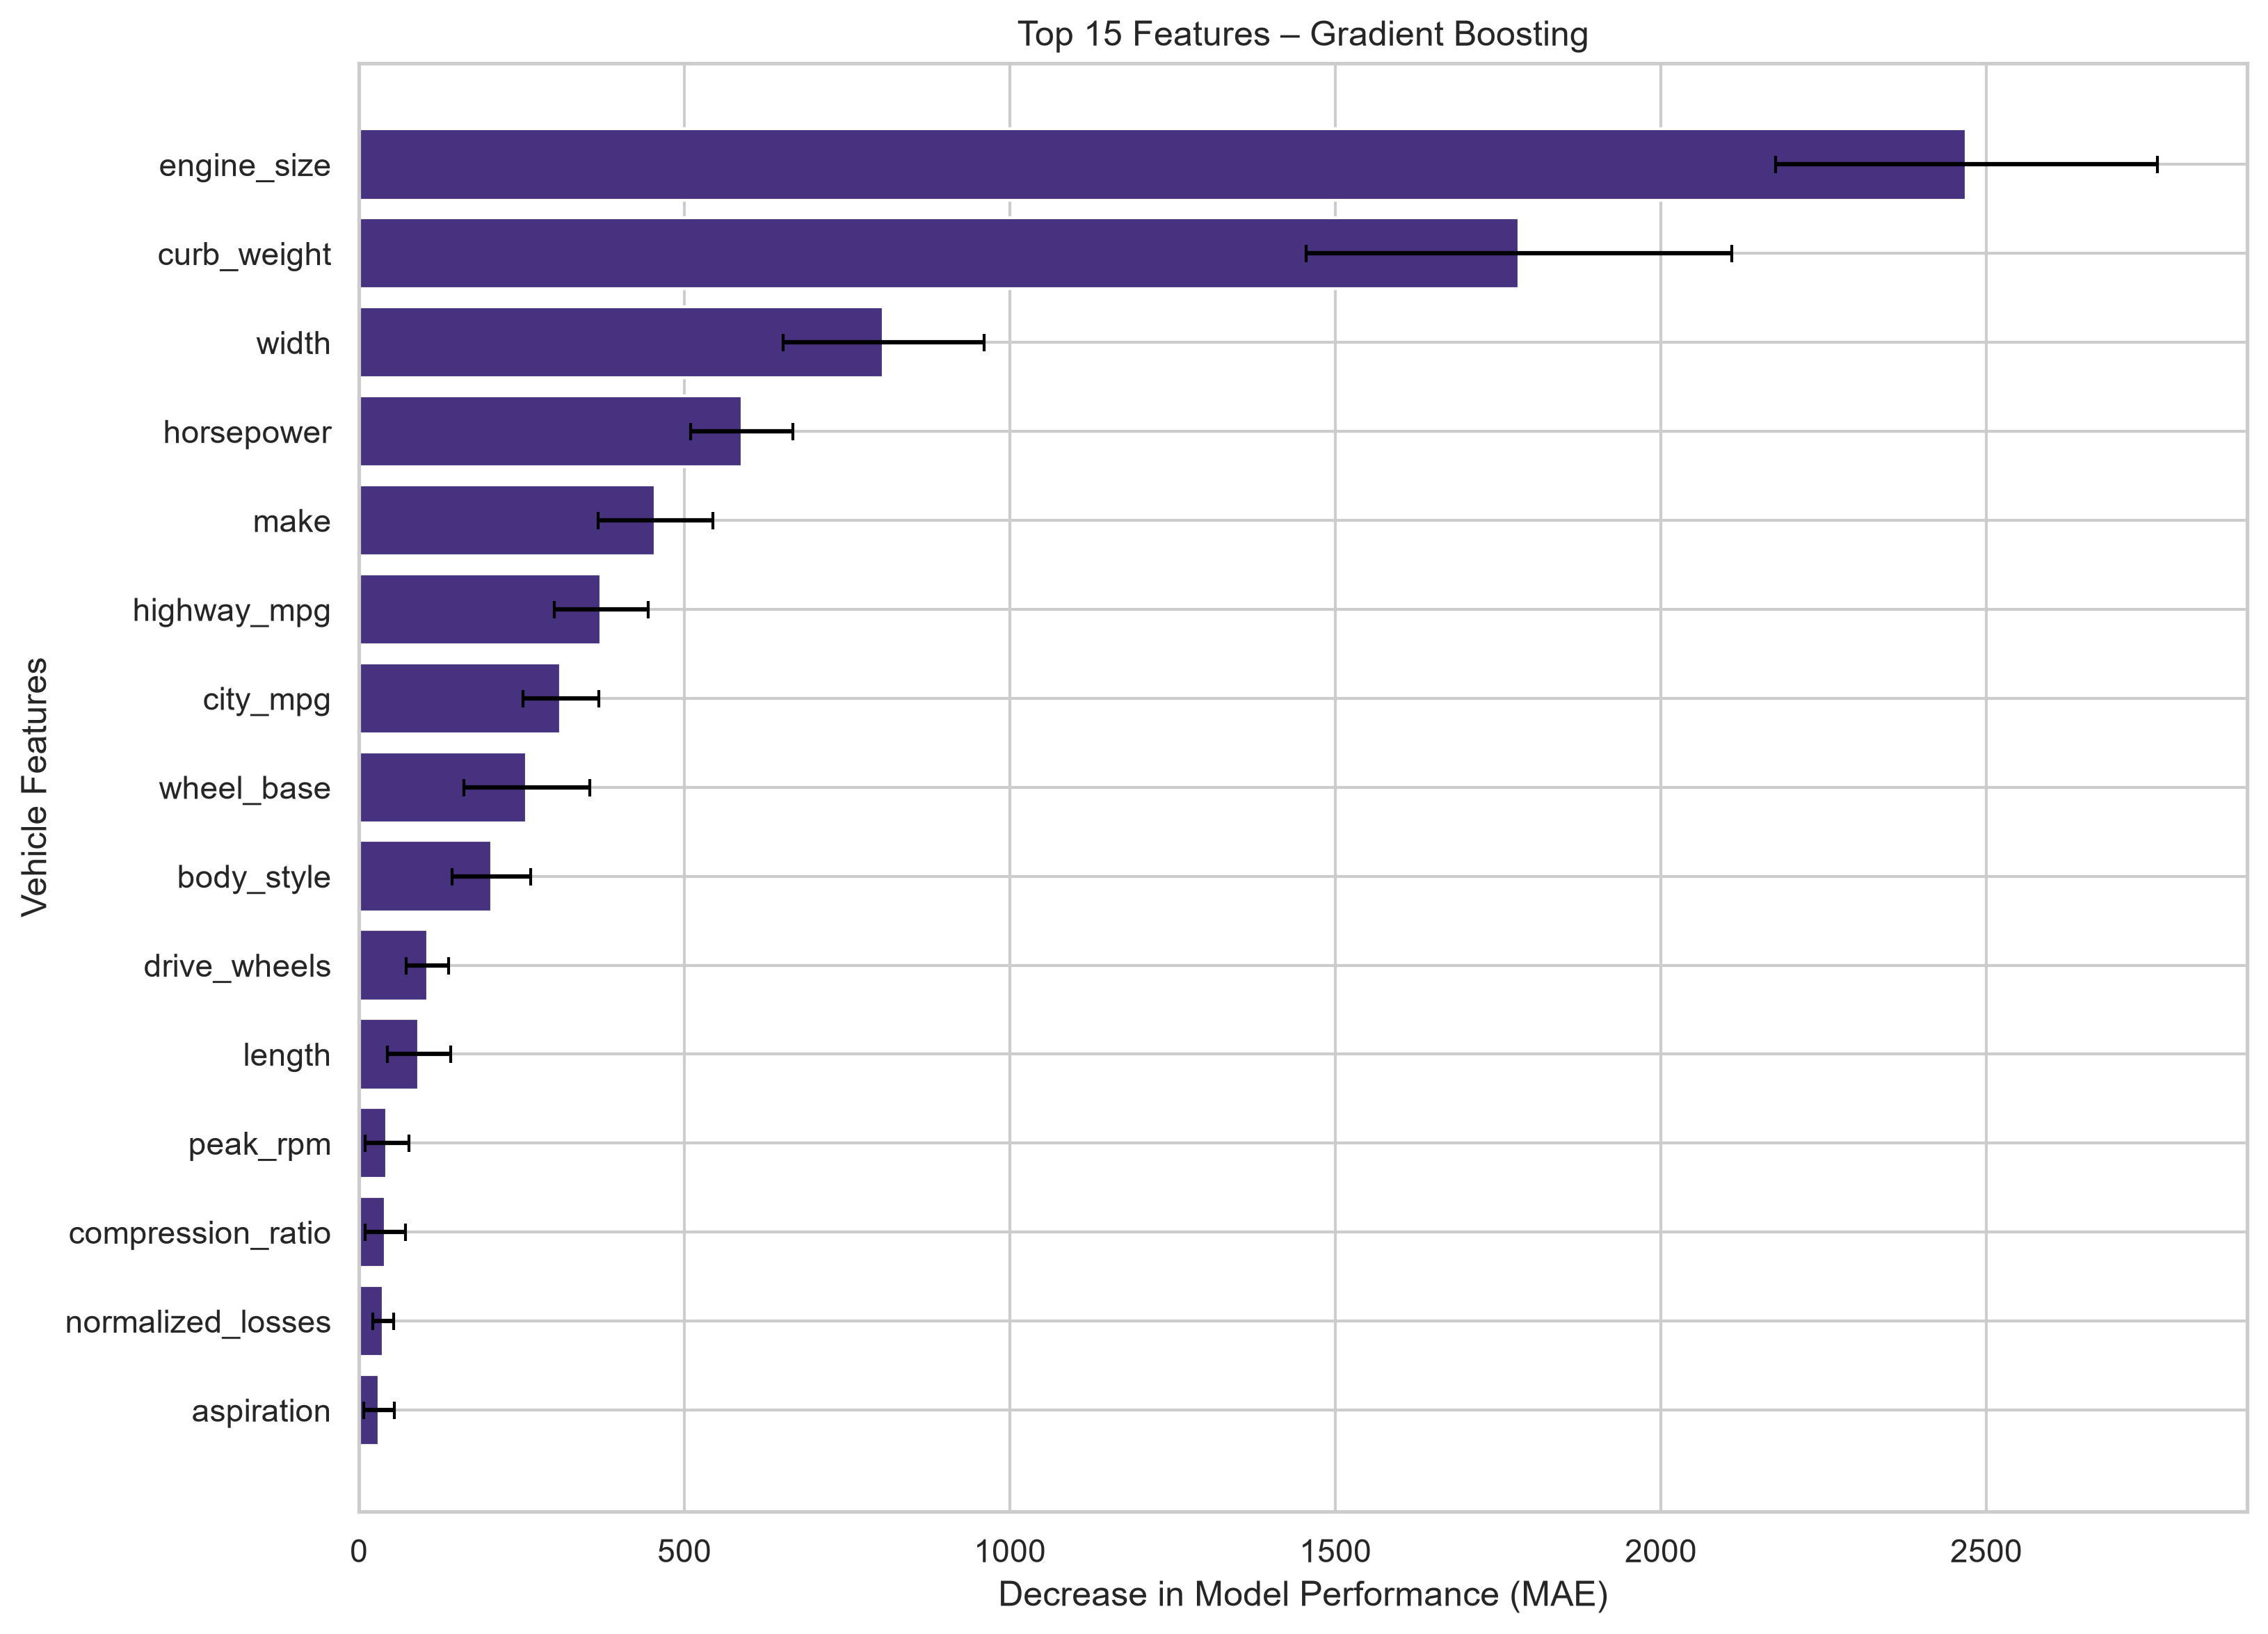 Top 15 Features – Gradient Boosting
Vehicle Features
engine_size
curb_weight
width
horsepower
make
highway_mpg
city_mpg
wheel_base
body_style
drive_wheels
length
peak_rpm
compression_ratio
normalized_losses
aspiration
0 500 1000 1500 2000 2500
Decrease in Model Performance (MAE)